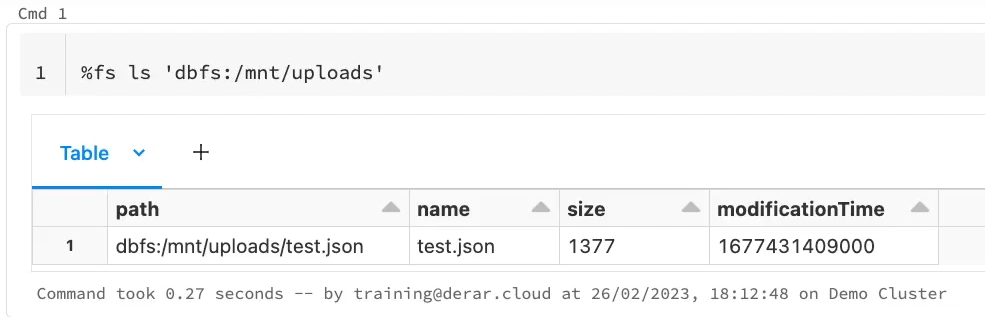 Cmd 1
1 %fs ls 'dbfs:/mnt/uploads'
Table +
path name size modificationTime
1 dbfs:/mnt/uploads/test.json test.json 1377 1677431409000
Command took 0.27 seconds -- by training@derar.cloud at 26/02/2023, 18:12:48 on Demo Cluster